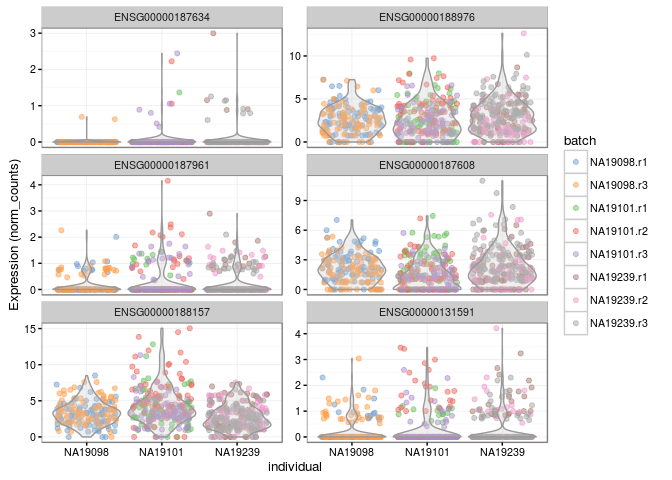 ENSG00000187634
ENSG00000188976
3
2
1
0
10
5
0
ENSG00000187961
ENSG00000187608
4
3
2
1
0
9
6
3
0
ENSG00000188157
ENSG00000131591
15
10
5
0
4
3
2
1
0
NA19098
NA19101
NA19239
NA19098
NA19101
NA19239
individual
Expression (norm_counts)
batch
NA19098.r1
NA19098.r3
NA19101.r1
NA19101.r2
NA19101.r3
NA19239.r1
NA19239.r2
NA19239.r3